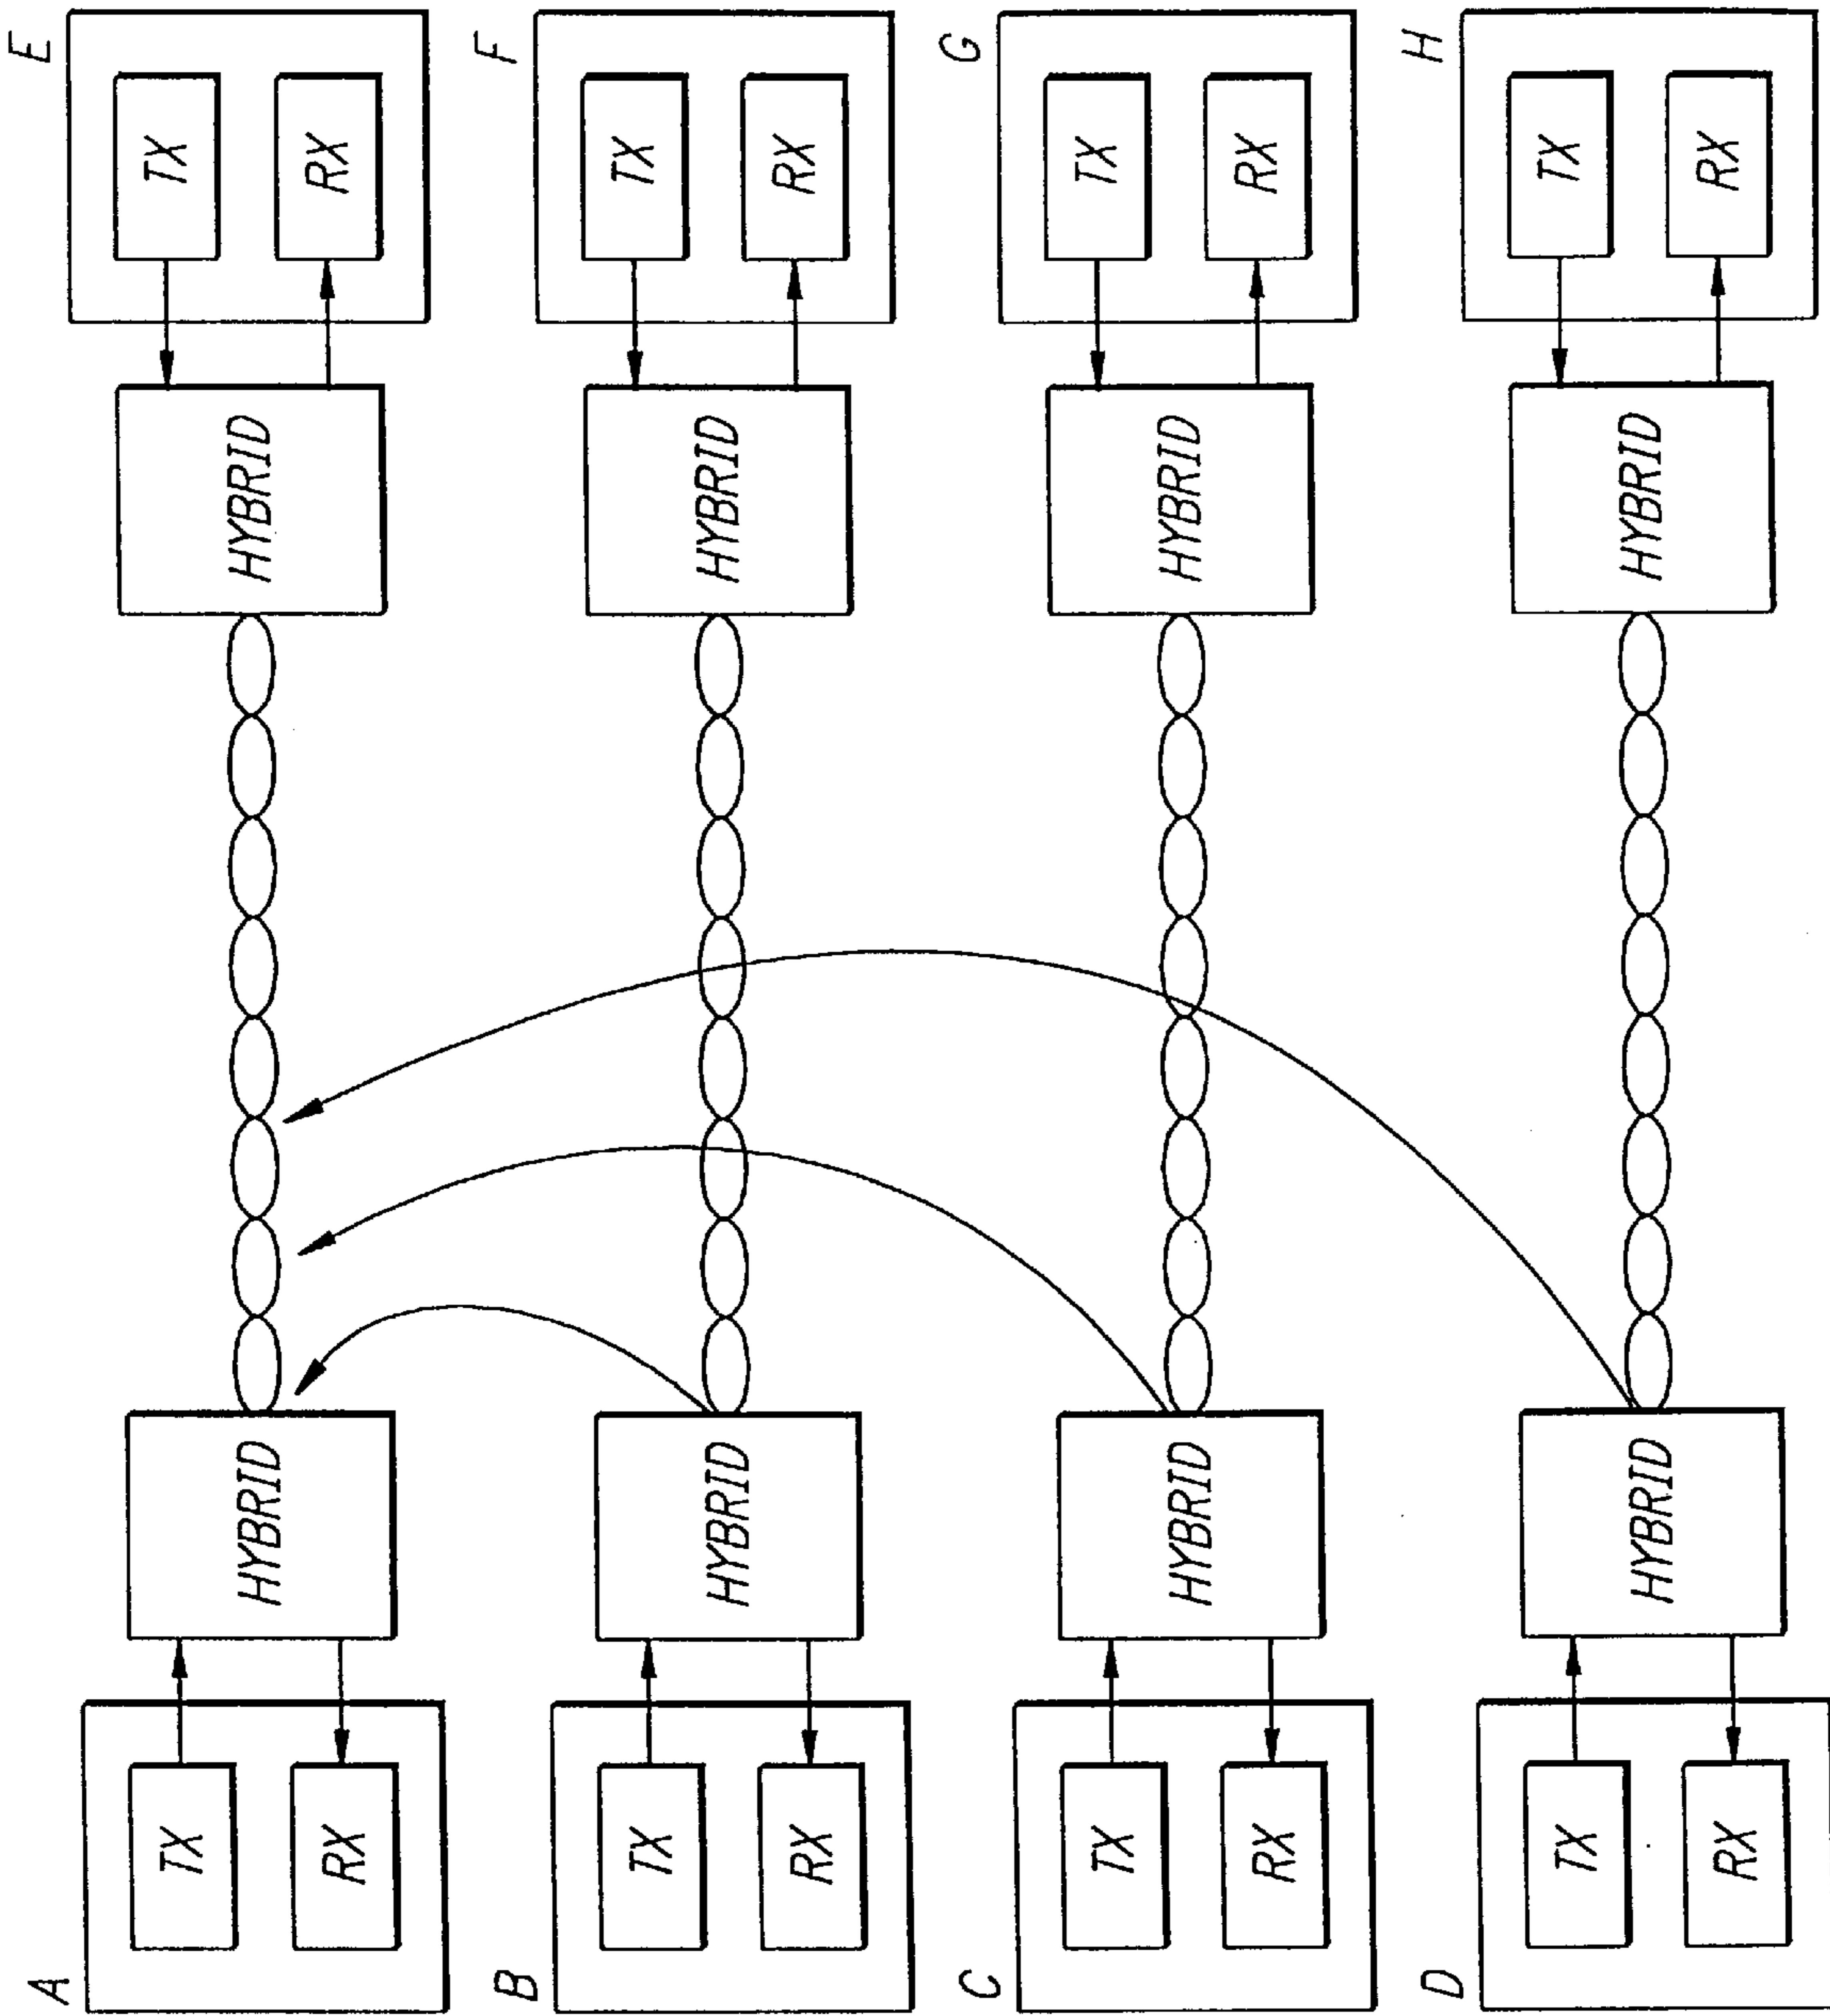 A
TX
RX
HYBRID
HYBRID
TX
RX
E
B
TX
RX
HYBRID
HYBRID
TX
RX
F
C
TX
RX
HYBRID
HYBRID
TX
RX
G
D
TX
RX
HYBRID
HYBRID
TX
RX
H